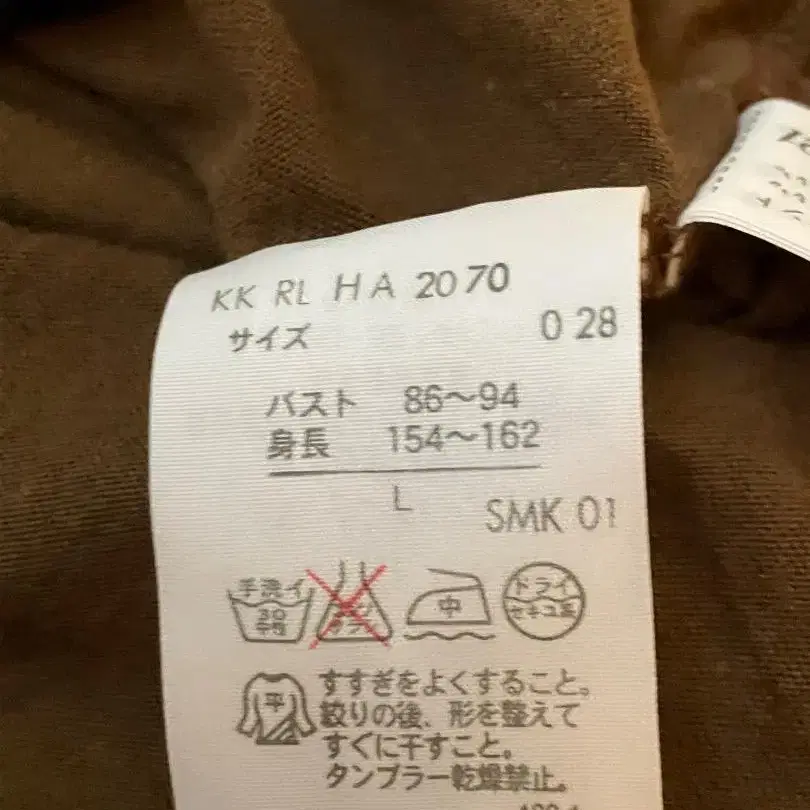 KK RL HA 2070
サイズ 028
バスト 86～94
身長 154～162
L
SMK 01
手洗イ
30
中性
中
ドライ
セキユ系
平
すすぎをよくすること。
絞りの後、形を整えて
すぐに干すこと。
タンブラー乾燥禁止。